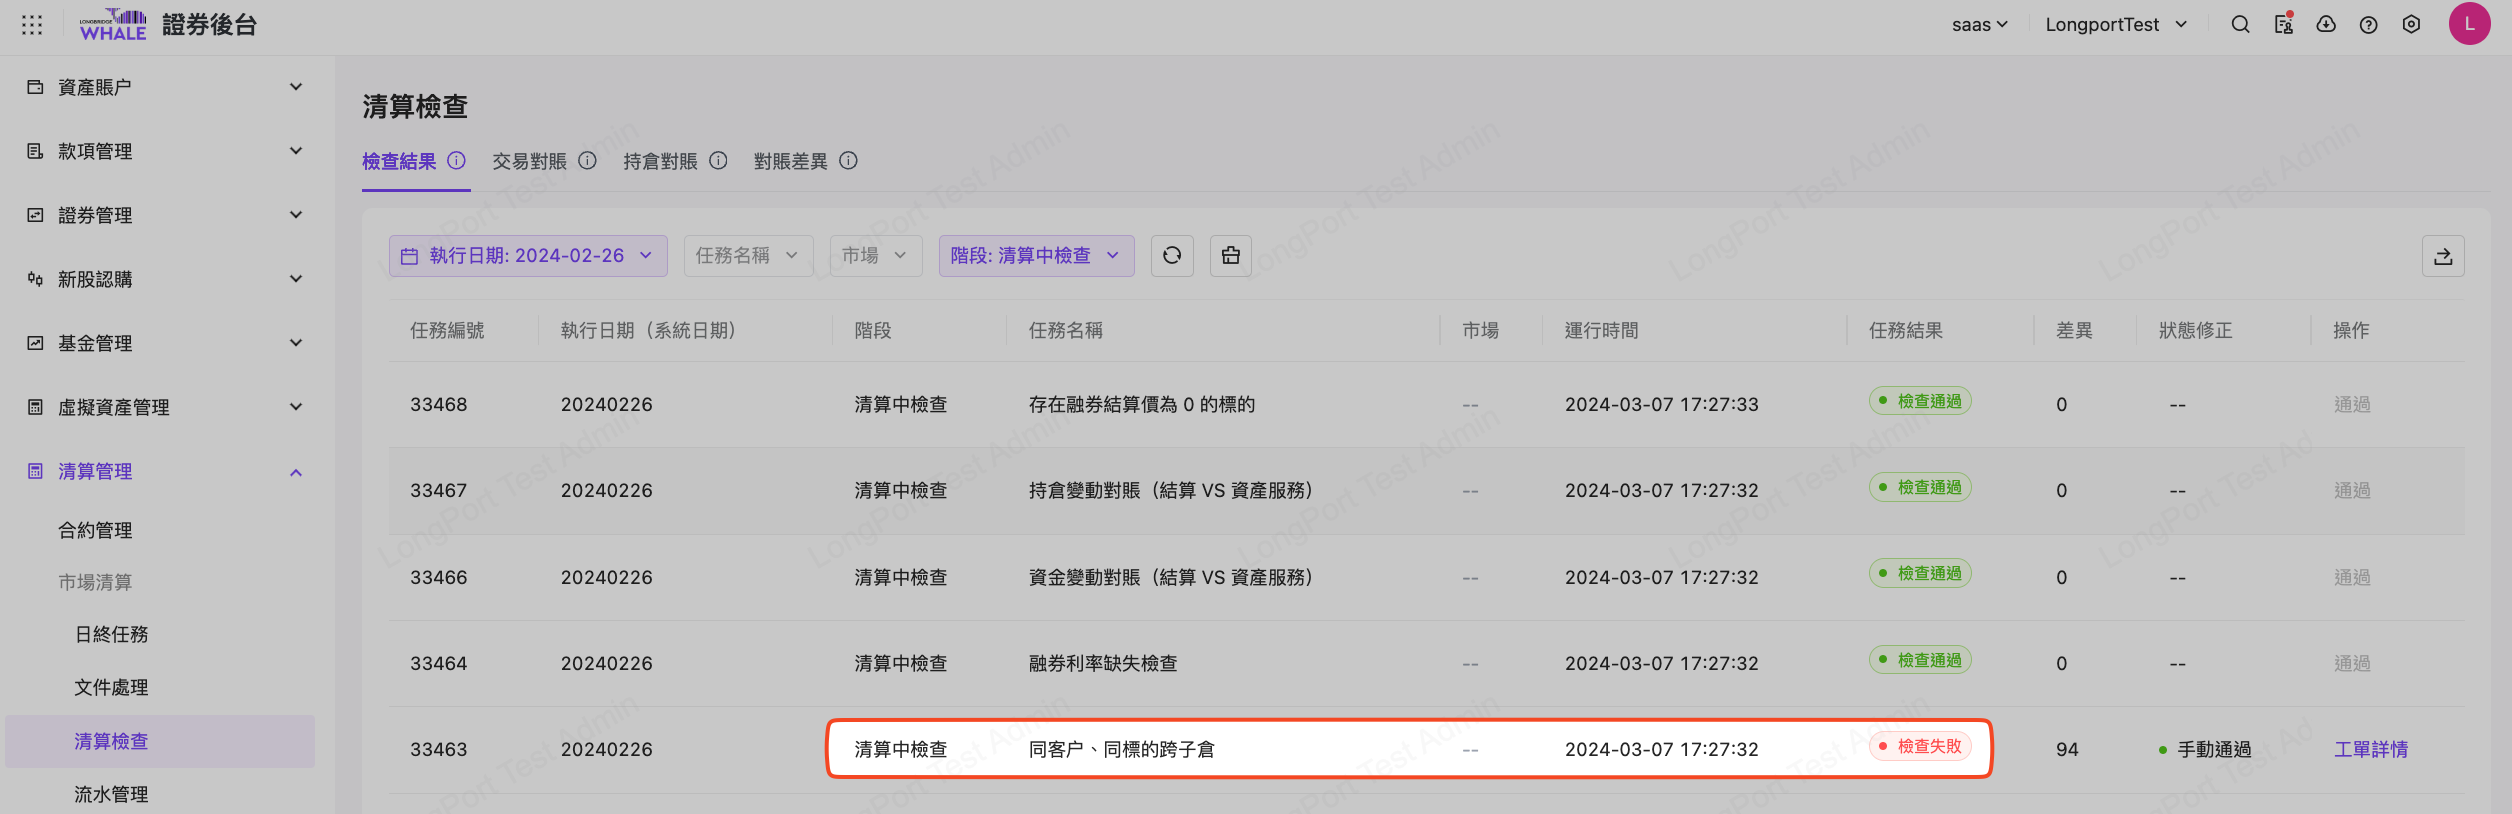 LONGBRIDGE
WHALE 證券後台
saas
LongportTest
L
資產賬户
款項管理
證券管理
新股認購
基金管理
虛擬資產管理
清算管理
合約管理
市場清算
日終任務
文件處理
清算檢查
流水管理
清算檢查
檢查結果 交易對賬 持倉對賬 對賬差異
執行日期: 2024-02-26 任務名稱 市場 階段: 清算中檢查
任務編號 執行日期（系統日期） 階段 任務名稱 市場 運行時間 任務結果 差異 狀態修正 操作
33468 20240226 清算中檢查 存在融券結算價為 0 的標的 -- 2024-03-07 17:27:33 檢查通過 0 -- 通過
33467 20240226 清算中檢查 持倉變動對賬（結算 VS 資產服務） -- 2024-03-07 17:27:32 檢查通過 0 -- 通過
33466 20240226 清算中檢查 資金變動對賬（結算 VS 資產服務） -- 2024-03-07 17:27:32 檢查通過 0 -- 通過
33464 20240226 清算中檢查 融券利率缺失檢查 -- 2024-03-07 17:27:32 檢查通過 0 -- 通過
33463 20240226 清算中檢查 同客户、同標的跨子倉 -- 2024-03-07 17:27:32 檢查失敗 94 手動通過 工單詳情
LongPort Test Admin